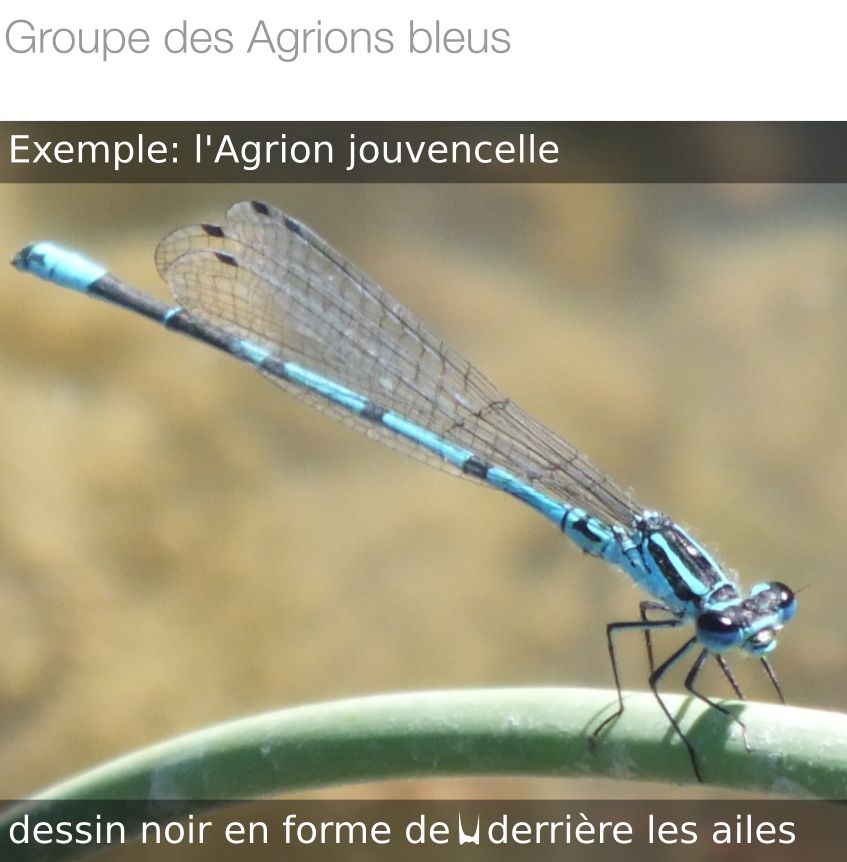 Groupe des Agrions bleus
Exemple: l'Agrion jouvencelle
dessin noir en forme de derrière les ailes